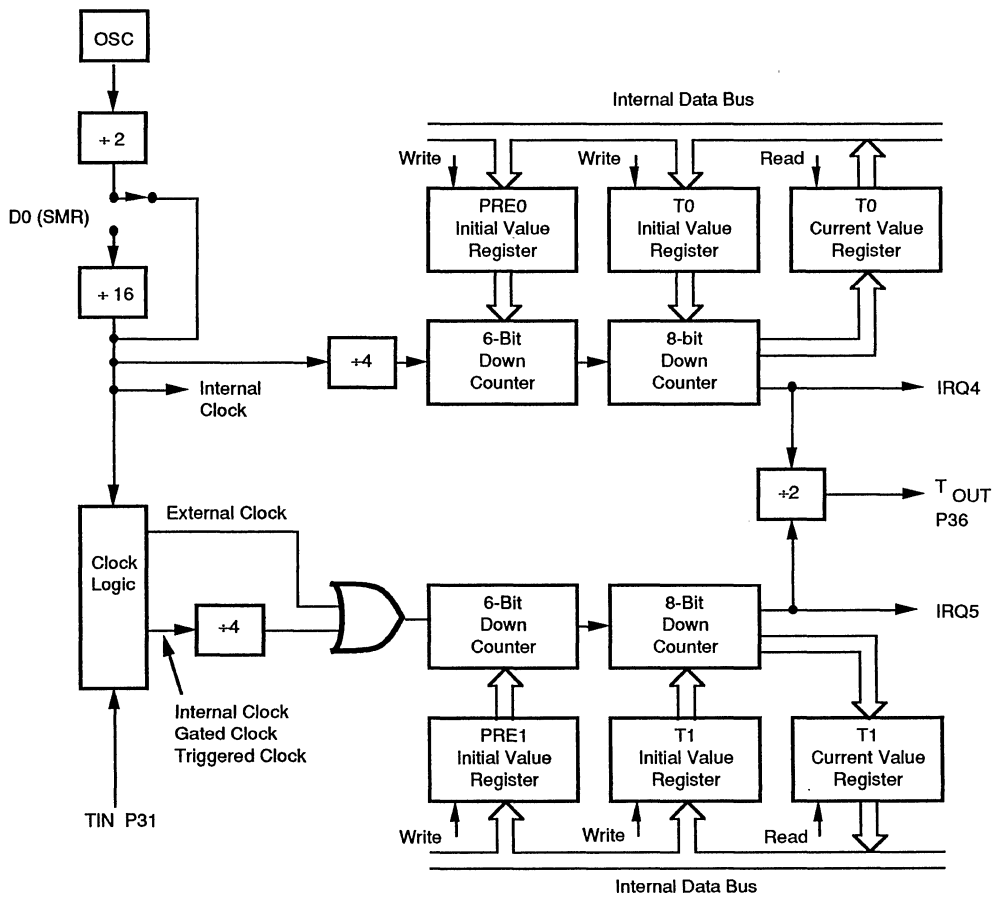 OSC
÷ 2
D0 (SMR)
÷ 16
Internal Data Bus
Write
Write
Read
PRE0
Initial Value
Register
T0
Initial Value
Register
T0
Current Value
Register
÷4
6-Bit
Down
Counter
8-bit
Down
Counter
Internal
Clock
IRQ4
÷2
T OUT
P36
External Clock
Clock
Logic
÷4
6-Bit
Down
Counter
8-Bit
Down
Counter
IRQ5
Internal Clock
Gated Clock
Triggered Clock
PRE1
Initial Value
Register
T1
Initial Value
Register
T1
Current Value
Register
TIN P31
Write
Write
Read
Internal Data Bus